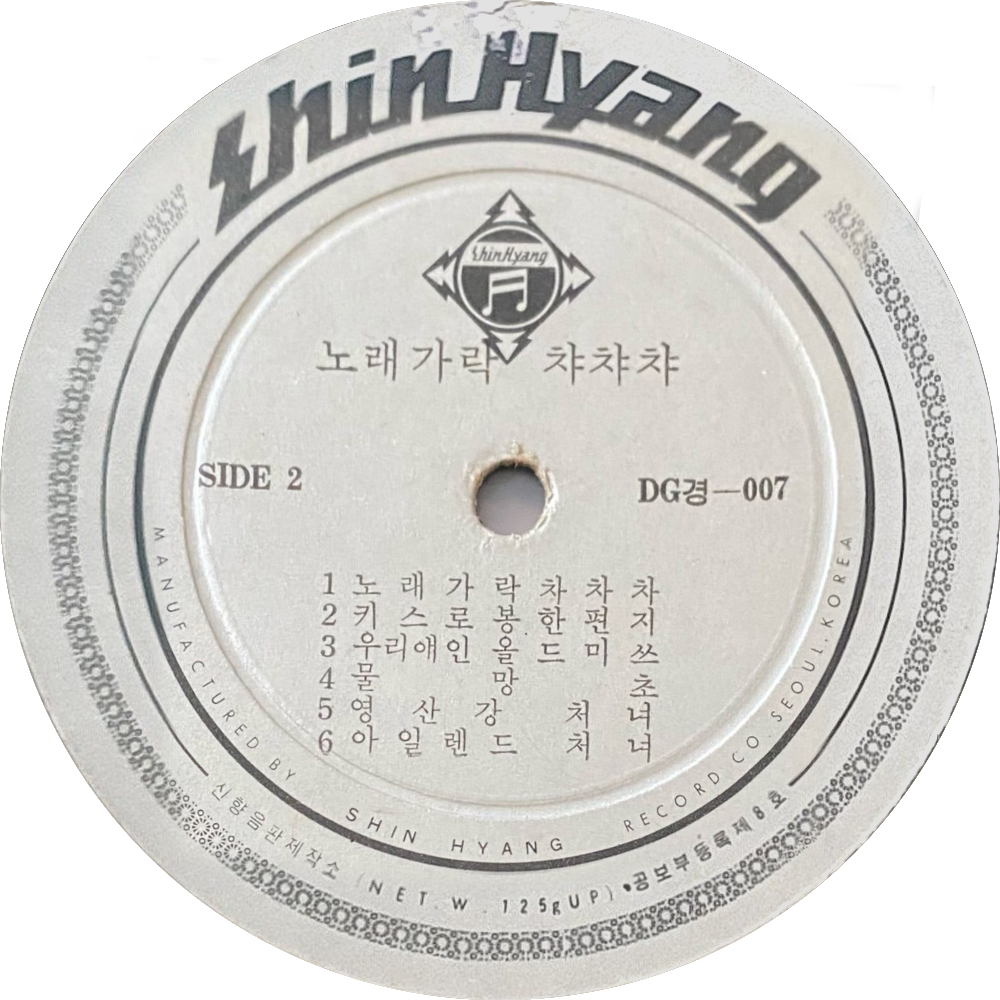 ShinHyang
ShinHyang
노래가락 챠챠챠
SIDE 2
DG경—007
1 노래가락차차차
2 키스로봉한편지
3 우리애인올드미쓰
4 물망초
5 영산강 처녀
6 아일렌드 처녀
MANUFACTURED BY SHIN HYANG RECORD CO. SEOUL. KOREA
신향음판제작소 (NET. W. 125g UP) •공보부등록제8호